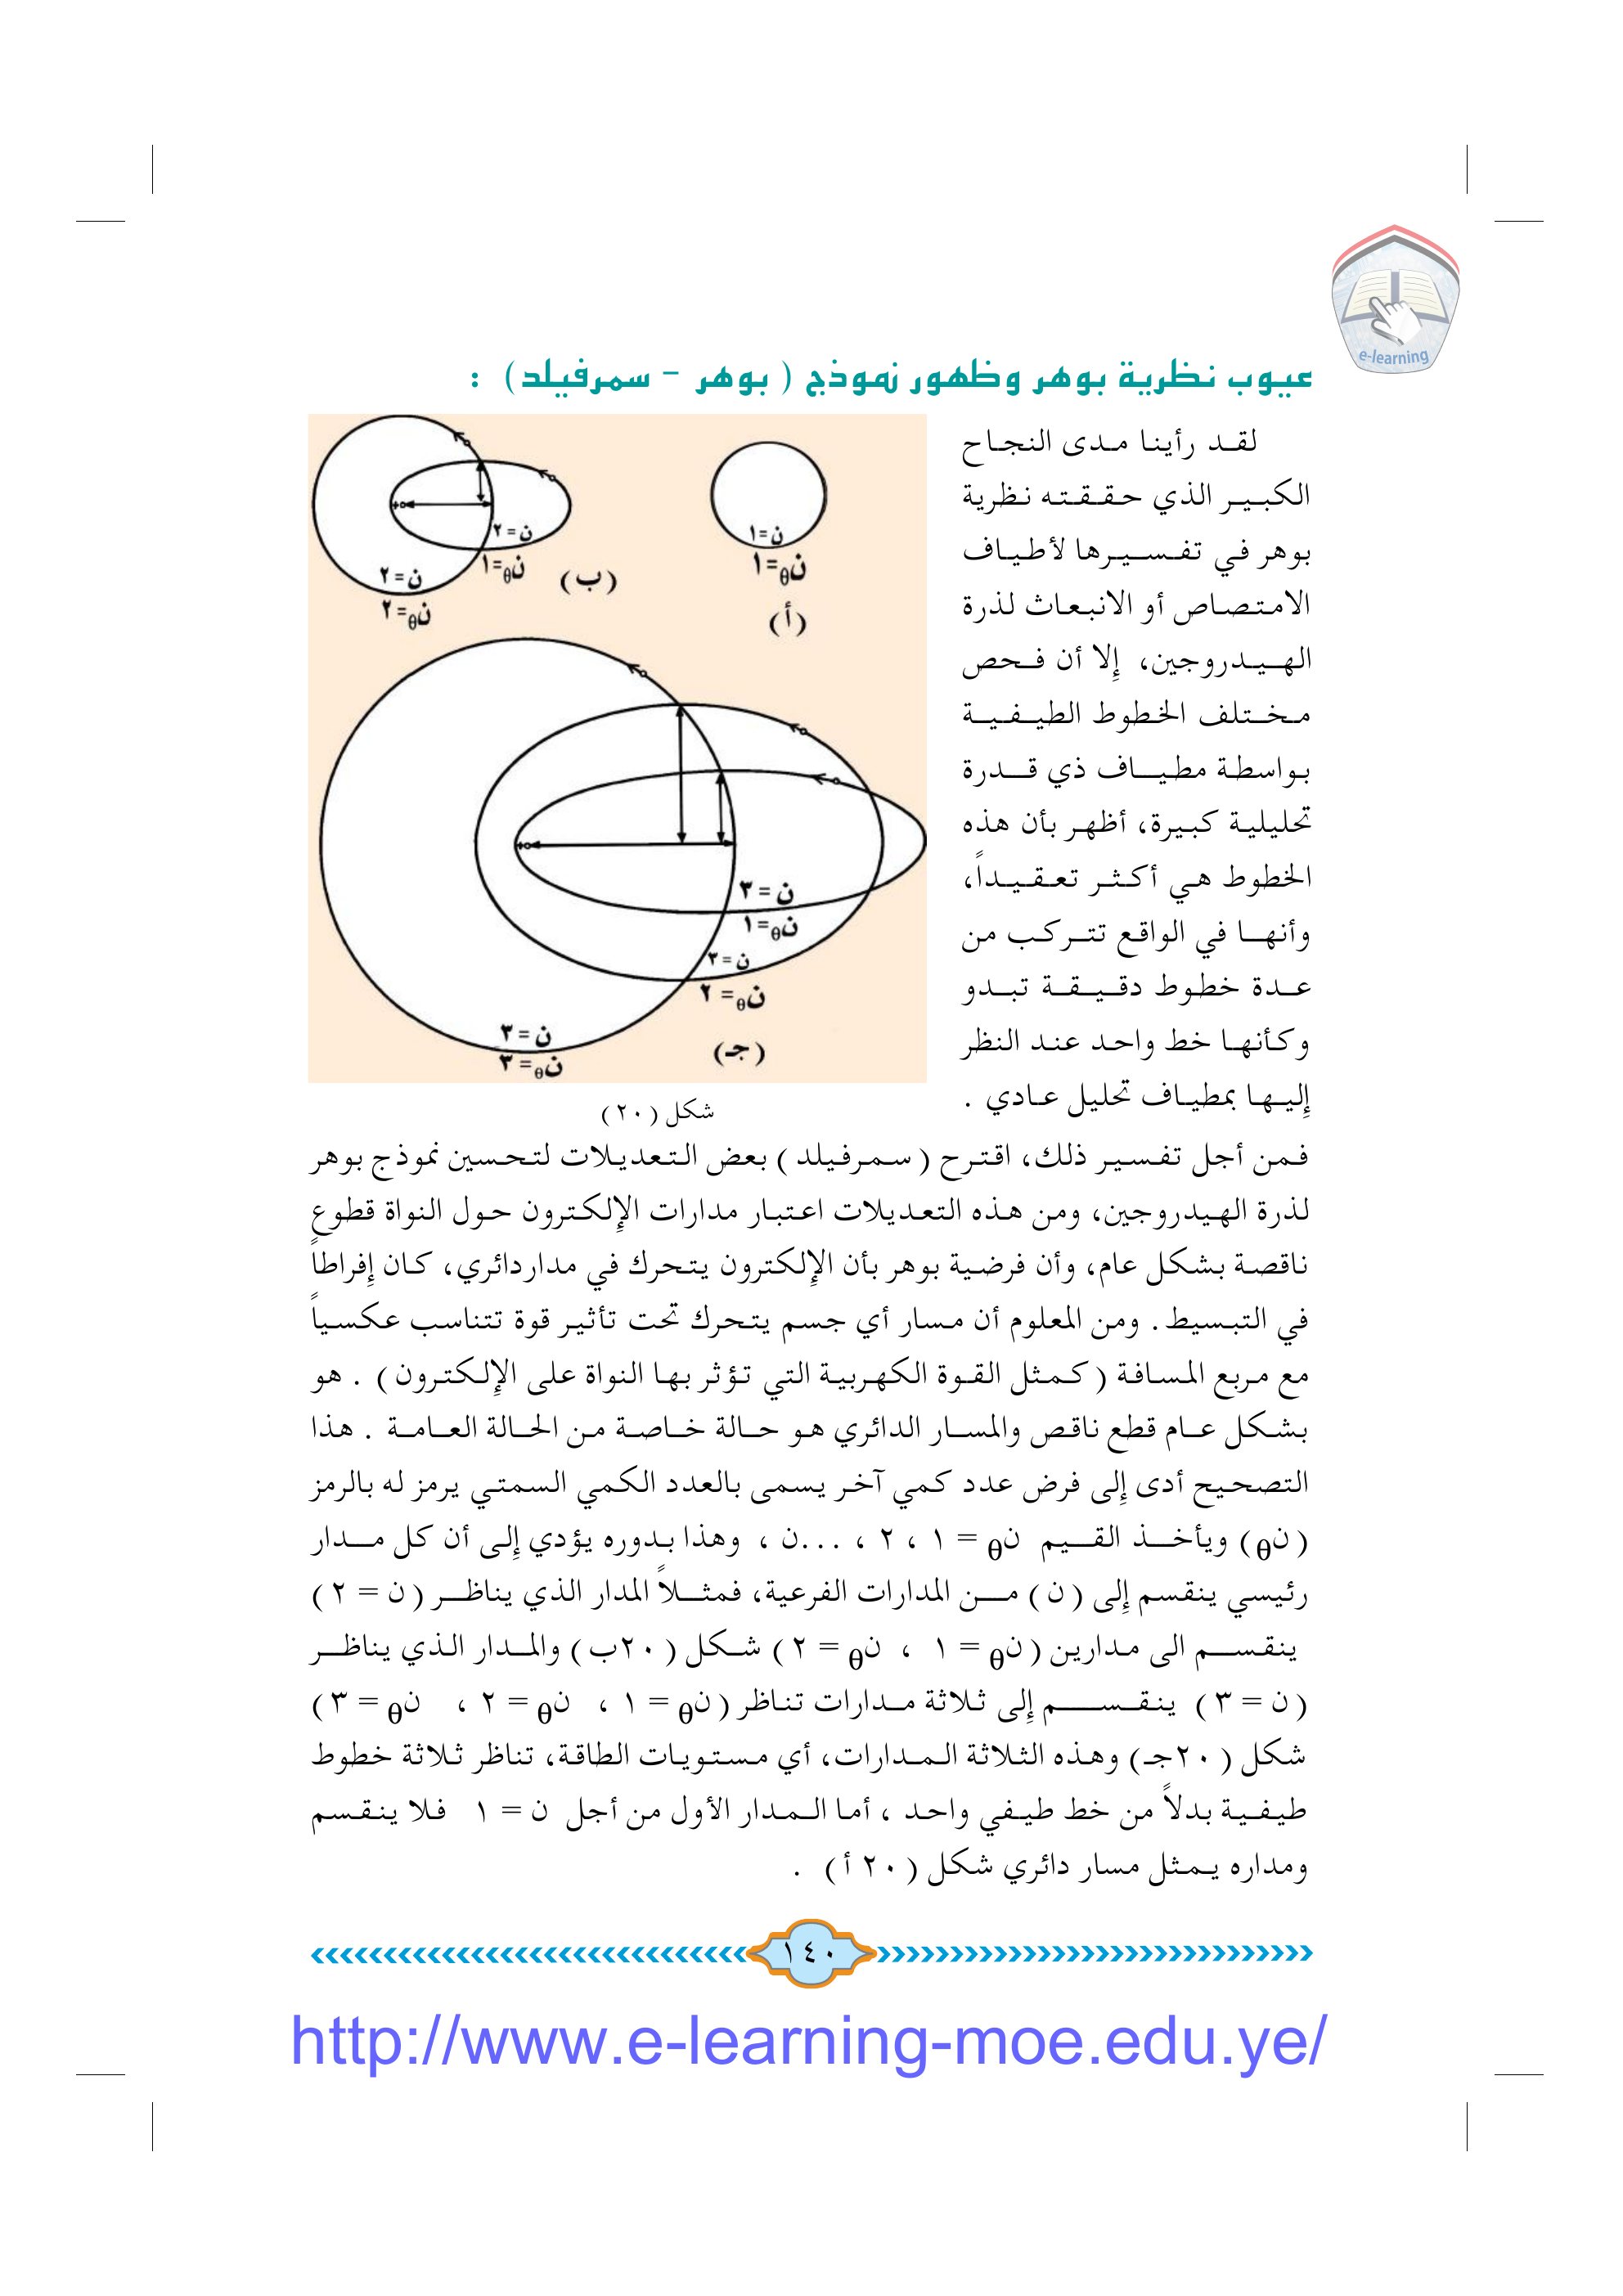 e-learning
عيوب نظرية بوهر وظهور نموذج ( بوهر - سمرفيلد ) :
لقد رأينا مدى النجاح
الكبير الذي حققته نظرية
بوهر في تفسيرها لأطياف
الامتصاص أو الانبعاث لذرة
الهيدروجين، إلا أن فحص
مختلف الخطوط الطيفية
بواسطة مطياف ذي قدرة
تحليلية كبيرة، أظهر بأن هذه
الخطوط هي أكثر تعقيداً،
وأنها في الواقع تتركب من
عدة خطوط دقيقة تبدو
وكأنها خط واحد عند النظر
إليها بمطياف تحليل عادي .
ن=١
نθ=١
(أ)
ن=٢
نθ=١
ن=٢
نθ=٢
(ب)
ن=٣
نθ=١
ن=٣
نθ=٢
ن=٣
نθ=٣
(جـ)
شكل (٢٠)
فمن أجل تفسير ذلك، اقترح ( سمرفيلد ) بعض التعديلات لتحسين نموذج بوهر
لذرة الهيدروجين، ومن هذه التعديلات اعتبار مدارات الإلكترون حول النواة قطوعٍ
ناقصة بشكل عام، وأن فرضية بوهر بأن الإلكترون يتحرك في مداردائري، كان إفراطاً
في التبسيط . ومن المعلوم أن مسار أي جسم يتحرك تحت تأثير قوة تتناسب عكسياً
مع مربع المسافة ( كمثل القوة الكهربية التي تؤثر بها النواة على الإلكترون ) . هو
بشكل عام قطع ناقص والمسار الدائري هو حالة خاصة من الحالة العامة . هذا
التصحيح أدى إلى فرض عدد كمي آخر يسمى بالعدد الكمي السمتي يرمز له بالرمز
(نθ) ويأخذ القيم نθ = ١ ، ٢ ، ...ن ، وهذا بدوره يؤدي إلى أن كل مدار
رئيسي ينقسم إلى ( ن ) من المدارات الفرعية، فمثلاً المدار الذي يناظر ( ن = ٢ )
ينقسم الى مدارين (نθ = ١ ، نθ = ٢ ) شكل ( ٢٠ب ) والمدار الذي يناظر
( ن = ٣ ) ينقسم إلى ثلاثة مدارات تناظر (نθ = ١ ، نθ = ٢ ، نθ = ٣ )
شكل ( ٢٠جـ) وهذه الثلاثة المدارات، أي مستويات الطاقة، تناظر ثلاثة خطوط
طيفية بدلاً من خط طيفي واحد ، أما المدار الأول من أجل ن = ١ فلا ينقسم
ومداره يمثل مسار دائري شكل ( ٢٠ أ ) .
١٤٠
http://www.e-learning-moe.edu.ye/